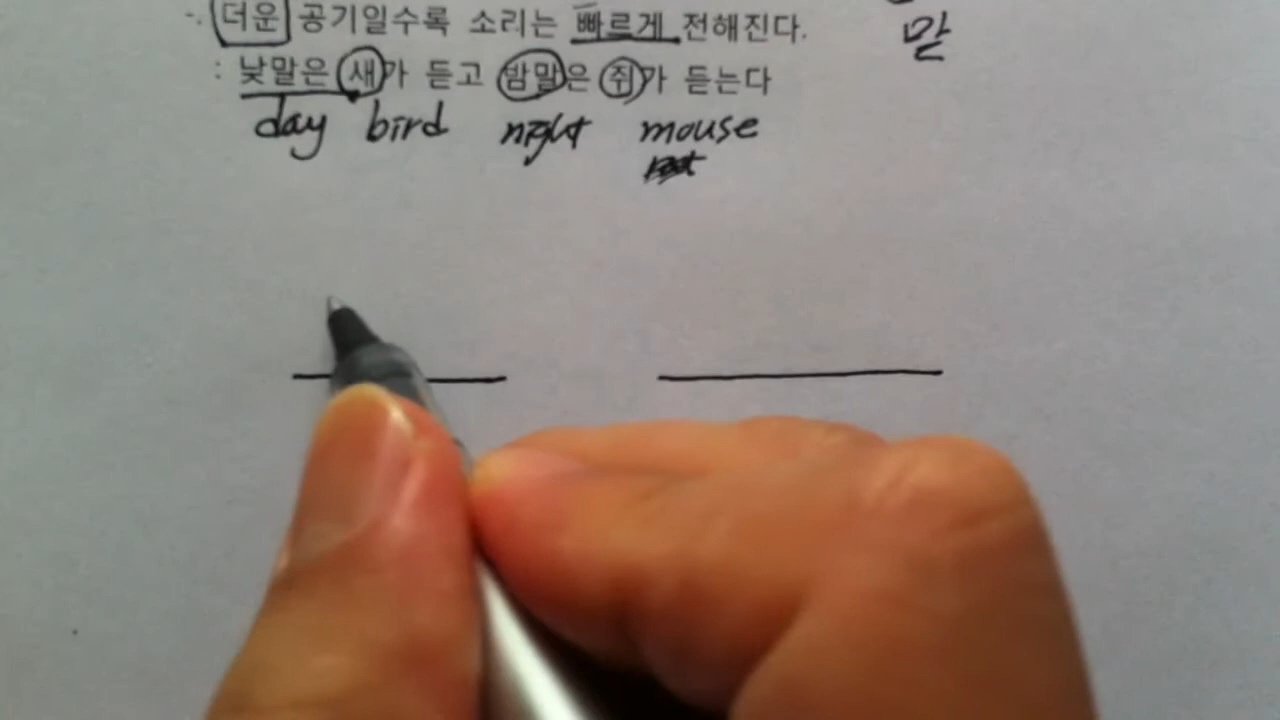 -. 더운 공기일수록 소리는 빠르게 전해진다.
: 낮말은 새가 듣고 밤말은 쥐가 듣는다
day bird night mouse
말